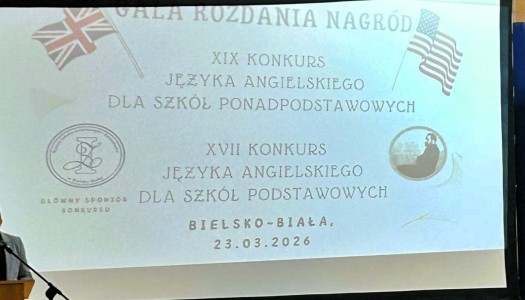 GALA ROZDANIA NAGRÓD
XIX KONKURS
JĘZYKA ANGIELSKIEGO
DLA SZKÓŁ PONADPODSTAWOWYCH
XVII KONKURS
JĘZYKA ANGIELSKIEGO
DLA SZKÓŁ PODSTAWOWYCH
GŁÓWNY SPONSOR
KONKURSU
BIELSKO-BIAŁA,
23.03.2026